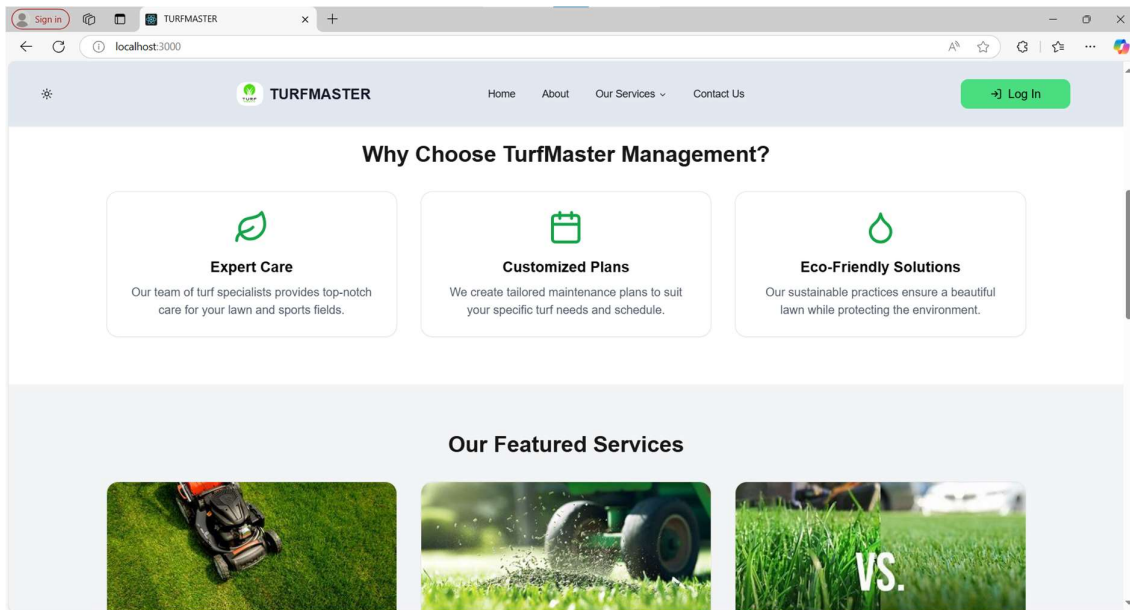 Sign in
TURFMASTER
localhost:3000
TURF
TURFMASTER
Home About Our Services Contact Us
Log In
Why Choose TurfMaster Management?
Expert Care
Our team of turf specialists provides top-notch
care for your lawn and sports fields.
Customized Plans
We create tailored maintenance plans to suit
your specific turf needs and schedule.
Eco-Friendly Solutions
Our sustainable practices ensure a beautiful
lawn while protecting the environment.
Our Featured Services
VS.